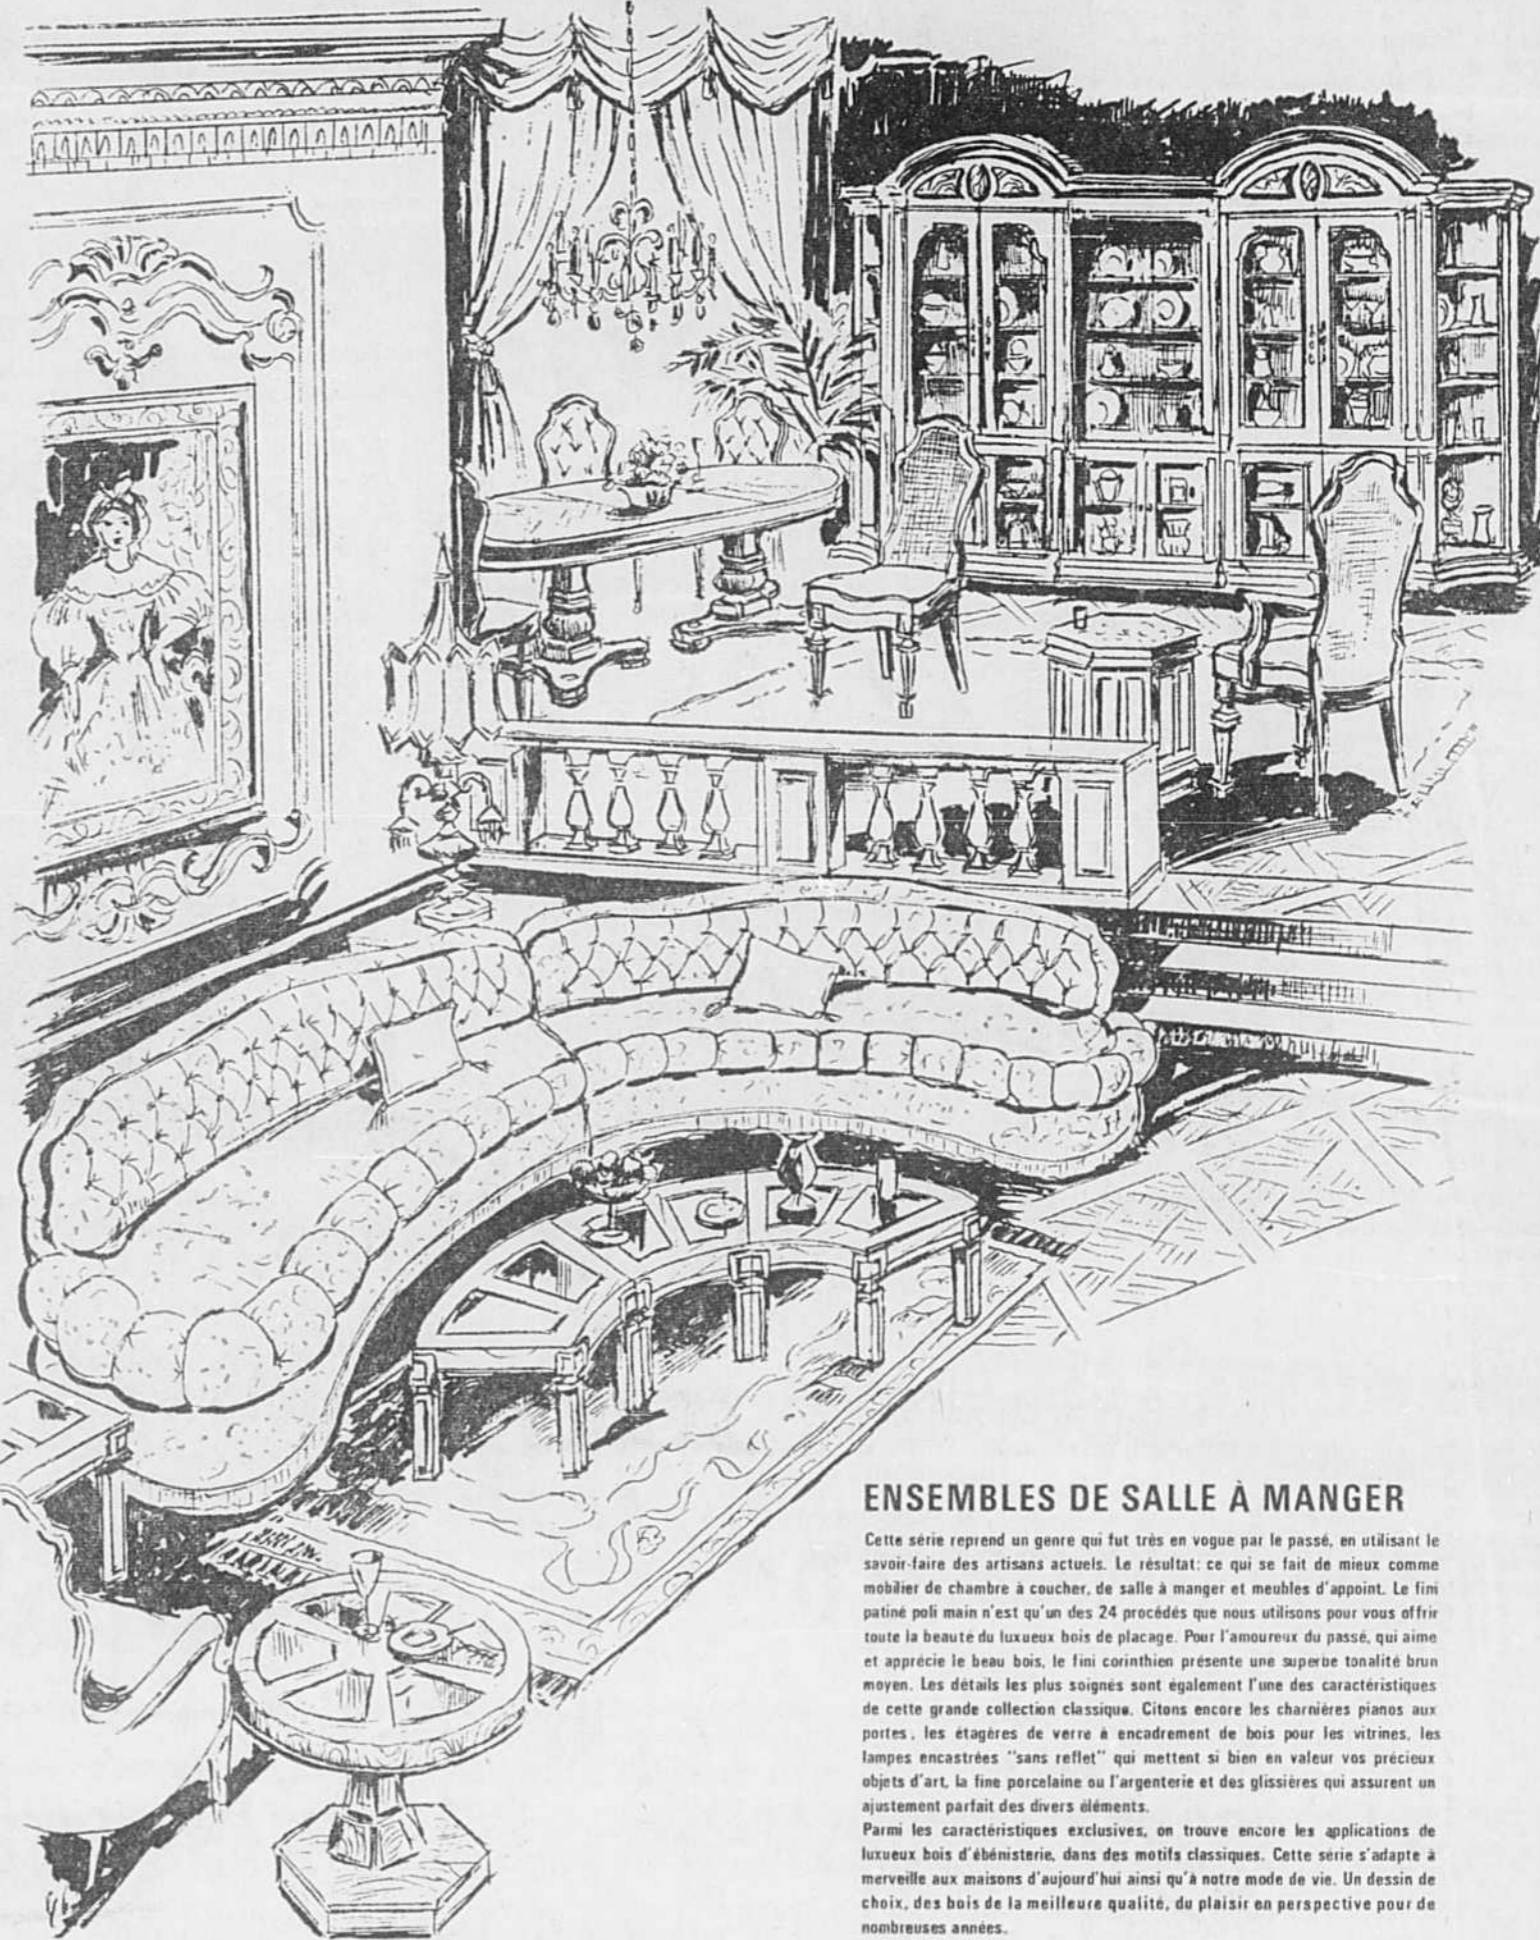 ENSEMBLES DE SALLE À MANGER
Cette série reprend un genre qui fut très en vogue par le passé, en utilisant le
savoir-faire des artisans actuels. Le résultat: ce qui se fait de mieux comme
mobilier de chambre à coucher, de salle à manger et meubles d'appoint. Le fini
patiné poli main n'est qu'un des 24 procédés que nous utilisons pour vous offrir
toute la beauté du luxueux bois de placage. Pour l'amoureux du passé, qui aime
et apprécie le beau bois, le fini corinthien présente une superbe tonalité brun
moyen. Les détails les plus soignés sont également l'une des caractéristiques
de cette grande collection classique. Citons encore les charnières pianos aux
portes, les étagères de verre à encadrement de bois pour les vitrines, les
lampes encastrées "sans reflet" qui mettent si bien en valeur vos précieux
objets d'art, la fine porcelaine ou l'argenterie et des glissières qui assurent un
ajustement parfait des divers éléments.
Parmi les caractéristiques exclusives, on trouve encore les applications de
luxueux bois d'ébénisterie, dans des motifs classiques. Cette série s'adapte à
merveille aux maisons d'aujourd'hui ainsi qu'à notre mode de vie. Un dessin de
choix, des bois de la meilleure qualité, du plaisir en perspective pour de
nombreuses années.